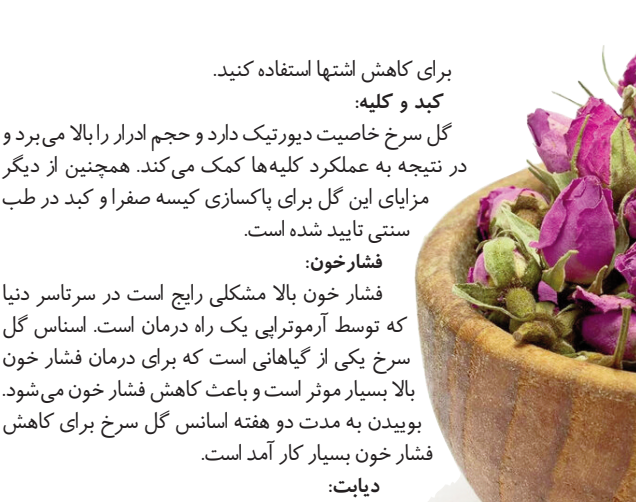 برای کاهش اشتها استفاده کنید.
کبد و کلیه:
گل سرخ خاصیت دیورتیک دارد و حجم ادرار را بالا می‌برد و
در نتیجه به عملکرد کلیه‌ها کمک می‌کند. همچنین از دیگر
مزایای این گل برای پاکسازی کیسه صفرا و کبد در طب
سنتی تایید شده است.
فشارخون:
فشار خون بالا مشکلی رایج است در سرتاسر دنیا
که توسط آرموتراپی یک راه درمان است. اسناس گل
سرخ یکی از گیاهانی است که برای درمان فشار خون
بالا بسیار موثر است و باعث کاهش فشار خون می‌شود.
بوییدن به مدت دو هفته اسانس گل سرخ برای کاهش
فشار خون بسیار کار آمد است.
دیابت: